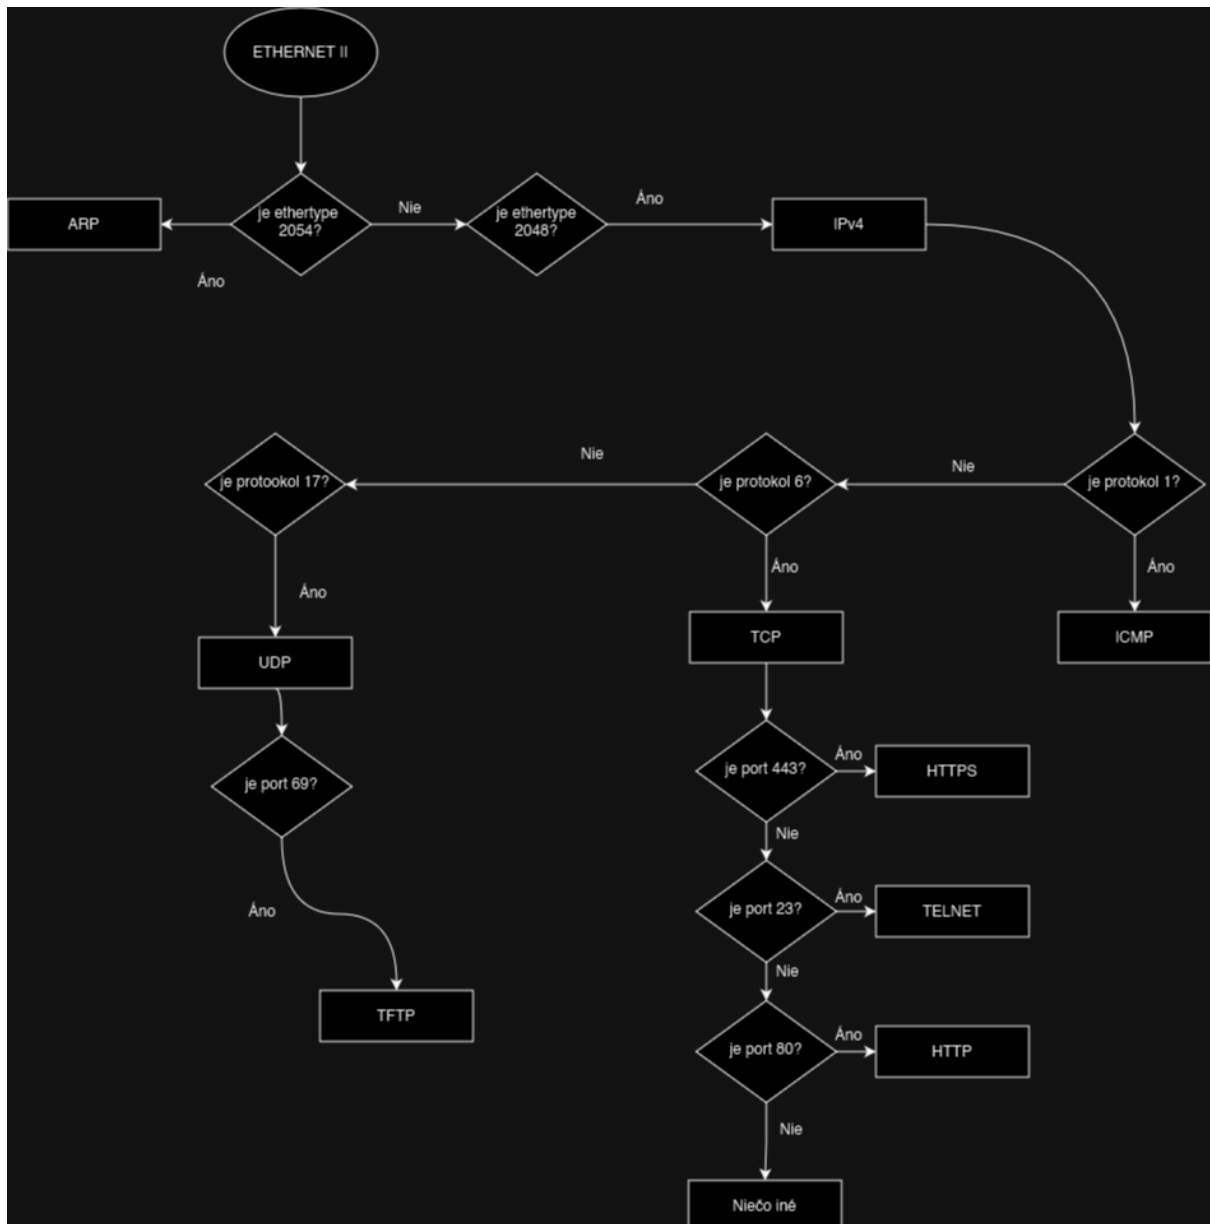 ETHERNET II
ARP
je ethertype
2054?
Nie
je ethertype
2048?
Áno
IPv4
Áno
je protookol 17?
Nie
je protokol 6?
Nie
je protokol 1?
Áno
Áno
Áno
UDP
TCP
ICMP
je port 69?
je port 443?
Áno
HTTPS
Nie
Áno
je port 23?
Áno
TELNET
Nie
TFTP
je port 80?
Áno
HTTP
Nie
Niečo iné